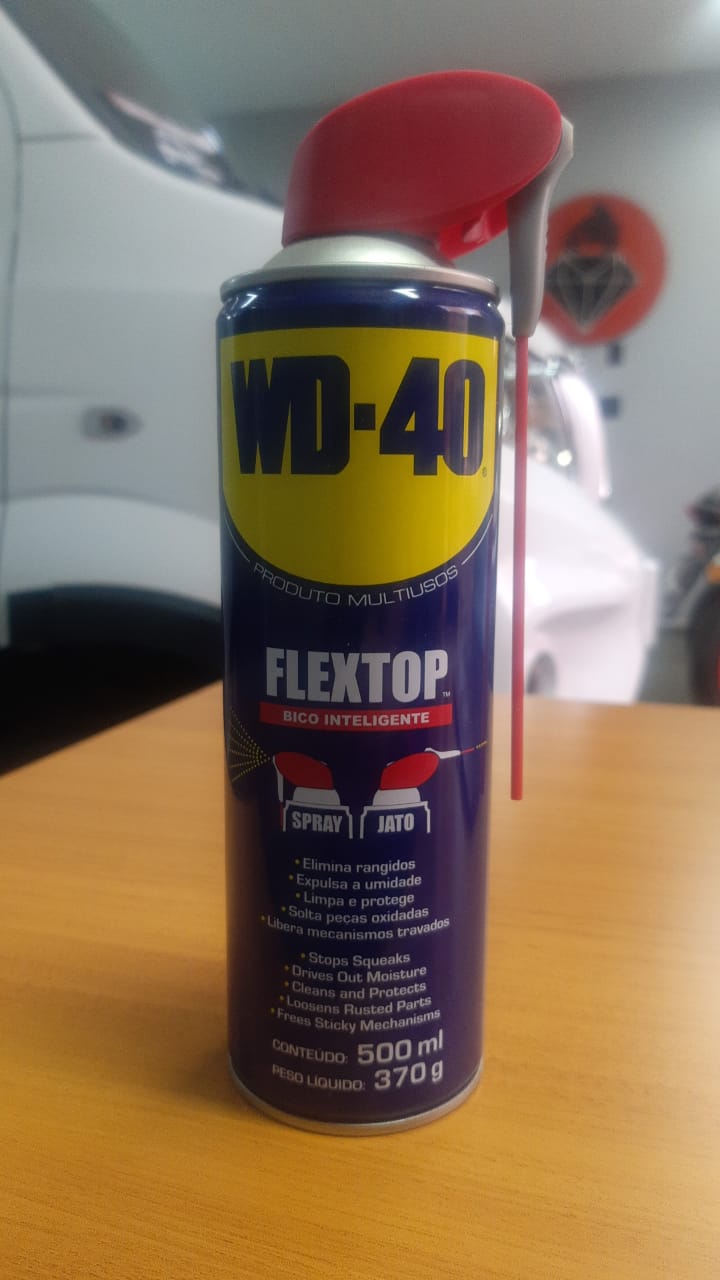 WD-40®
PRODUTO MULTIUSOS
FLEXTOP™
BICO INTELIGENTE
SPRAY JATO
• Elimina rangidos
• Expulsa a umidade
• Limpa e protege
• Solta peças oxidadas
• Libera mecanismos travados
• Stops Squeaks
• Drives Out Moisture
• Cleans and Protects
• Loosens Rusted Parts
• Frees Sticky Mechanisms
CONTEÚDO: 500 ml
PESO LÍQUIDO: 370 g